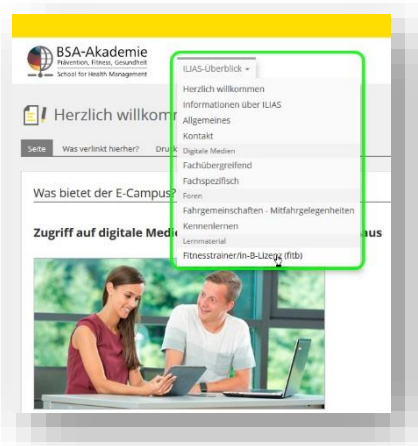 BSA-Akademie
Prävention, Fitness, Gesundheit
School for Health Management
ILIAS-Überblick
Herzlich willkommen
Informationen über ILIAS
Allgemeines
Kontakt
Digitale Medien
Fachübergreifend
Fachspezifisch
Foren
Fahrgemeinschaften - Mitfahrgelegenheiten
Kennenlernen
Lernmaterial
Fitnesstrainer/in-B-Lizenz (fitb)
Herzlich willkom
Seite Was verlinkt hierher? Druck
Was bietet der E-Campus?
Zugriff auf digitale Medi aus